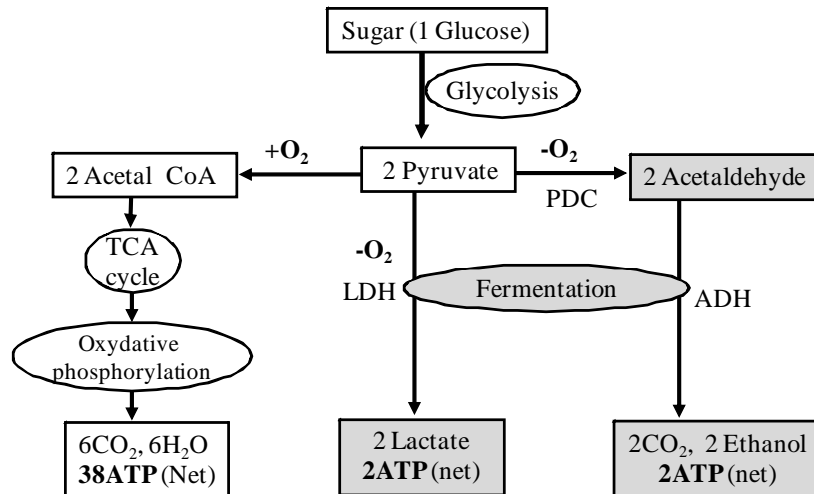 Sugar (1 Glucose)
Glycolysis
+O₂
-O₂
2 Acetal CoA
2 Pyruvate
2 Acetaldehyde
PDC
TCA
cycle
-O₂
LDH
Fermentation
ADH
Oxydative
phosphorylation
6CO₂, 6H₂O
38ATP (Net)
2 Lactate
2ATP (net)
2CO₂, 2 Ethanol
2ATP (net)